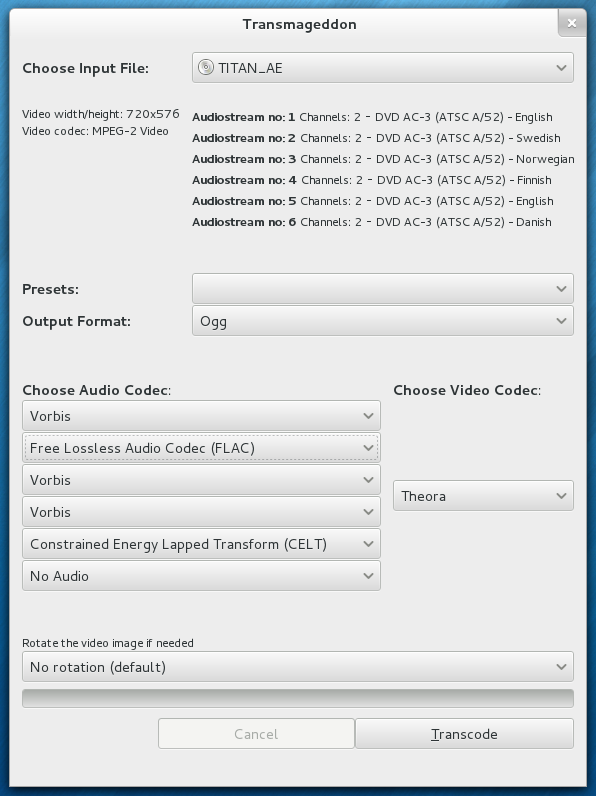 Transmageddon
Choose Input File: TITAN_AE
Video width/height: 720x576
Video codec: MPEG-2 Video
Audiostream no: 1 Channels: 2 - DVD AC-3 (ATSC A/52) - English
Audiostream no: 2 Channels: 2 - DVD AC-3 (ATSC A/52) - Swedish
Audiostream no: 3 Channels: 2 - DVD AC-3 (ATSC A/52) - Norwegian
Audiostream no: 4 Channels: 2 - DVD AC-3 (ATSC A/52) - Finnish
Audiostream no: 5 Channels: 2 - DVD AC-3 (ATSC A/52) - English
Audiostream no: 6 Channels: 2 - DVD AC-3 (ATSC A/52) - Danish
Presets:
Output Format: Ogg
Choose Audio Codec:
Vorbis
Free Lossless Audio Codec (FLAC)
Vorbis
Vorbis
Constrained Energy Lapped Transform (CELT)
No Audio
Choose Video Codec:
Theora
Rotate the video image if needed
No rotation (default)
Cancel
Transcode